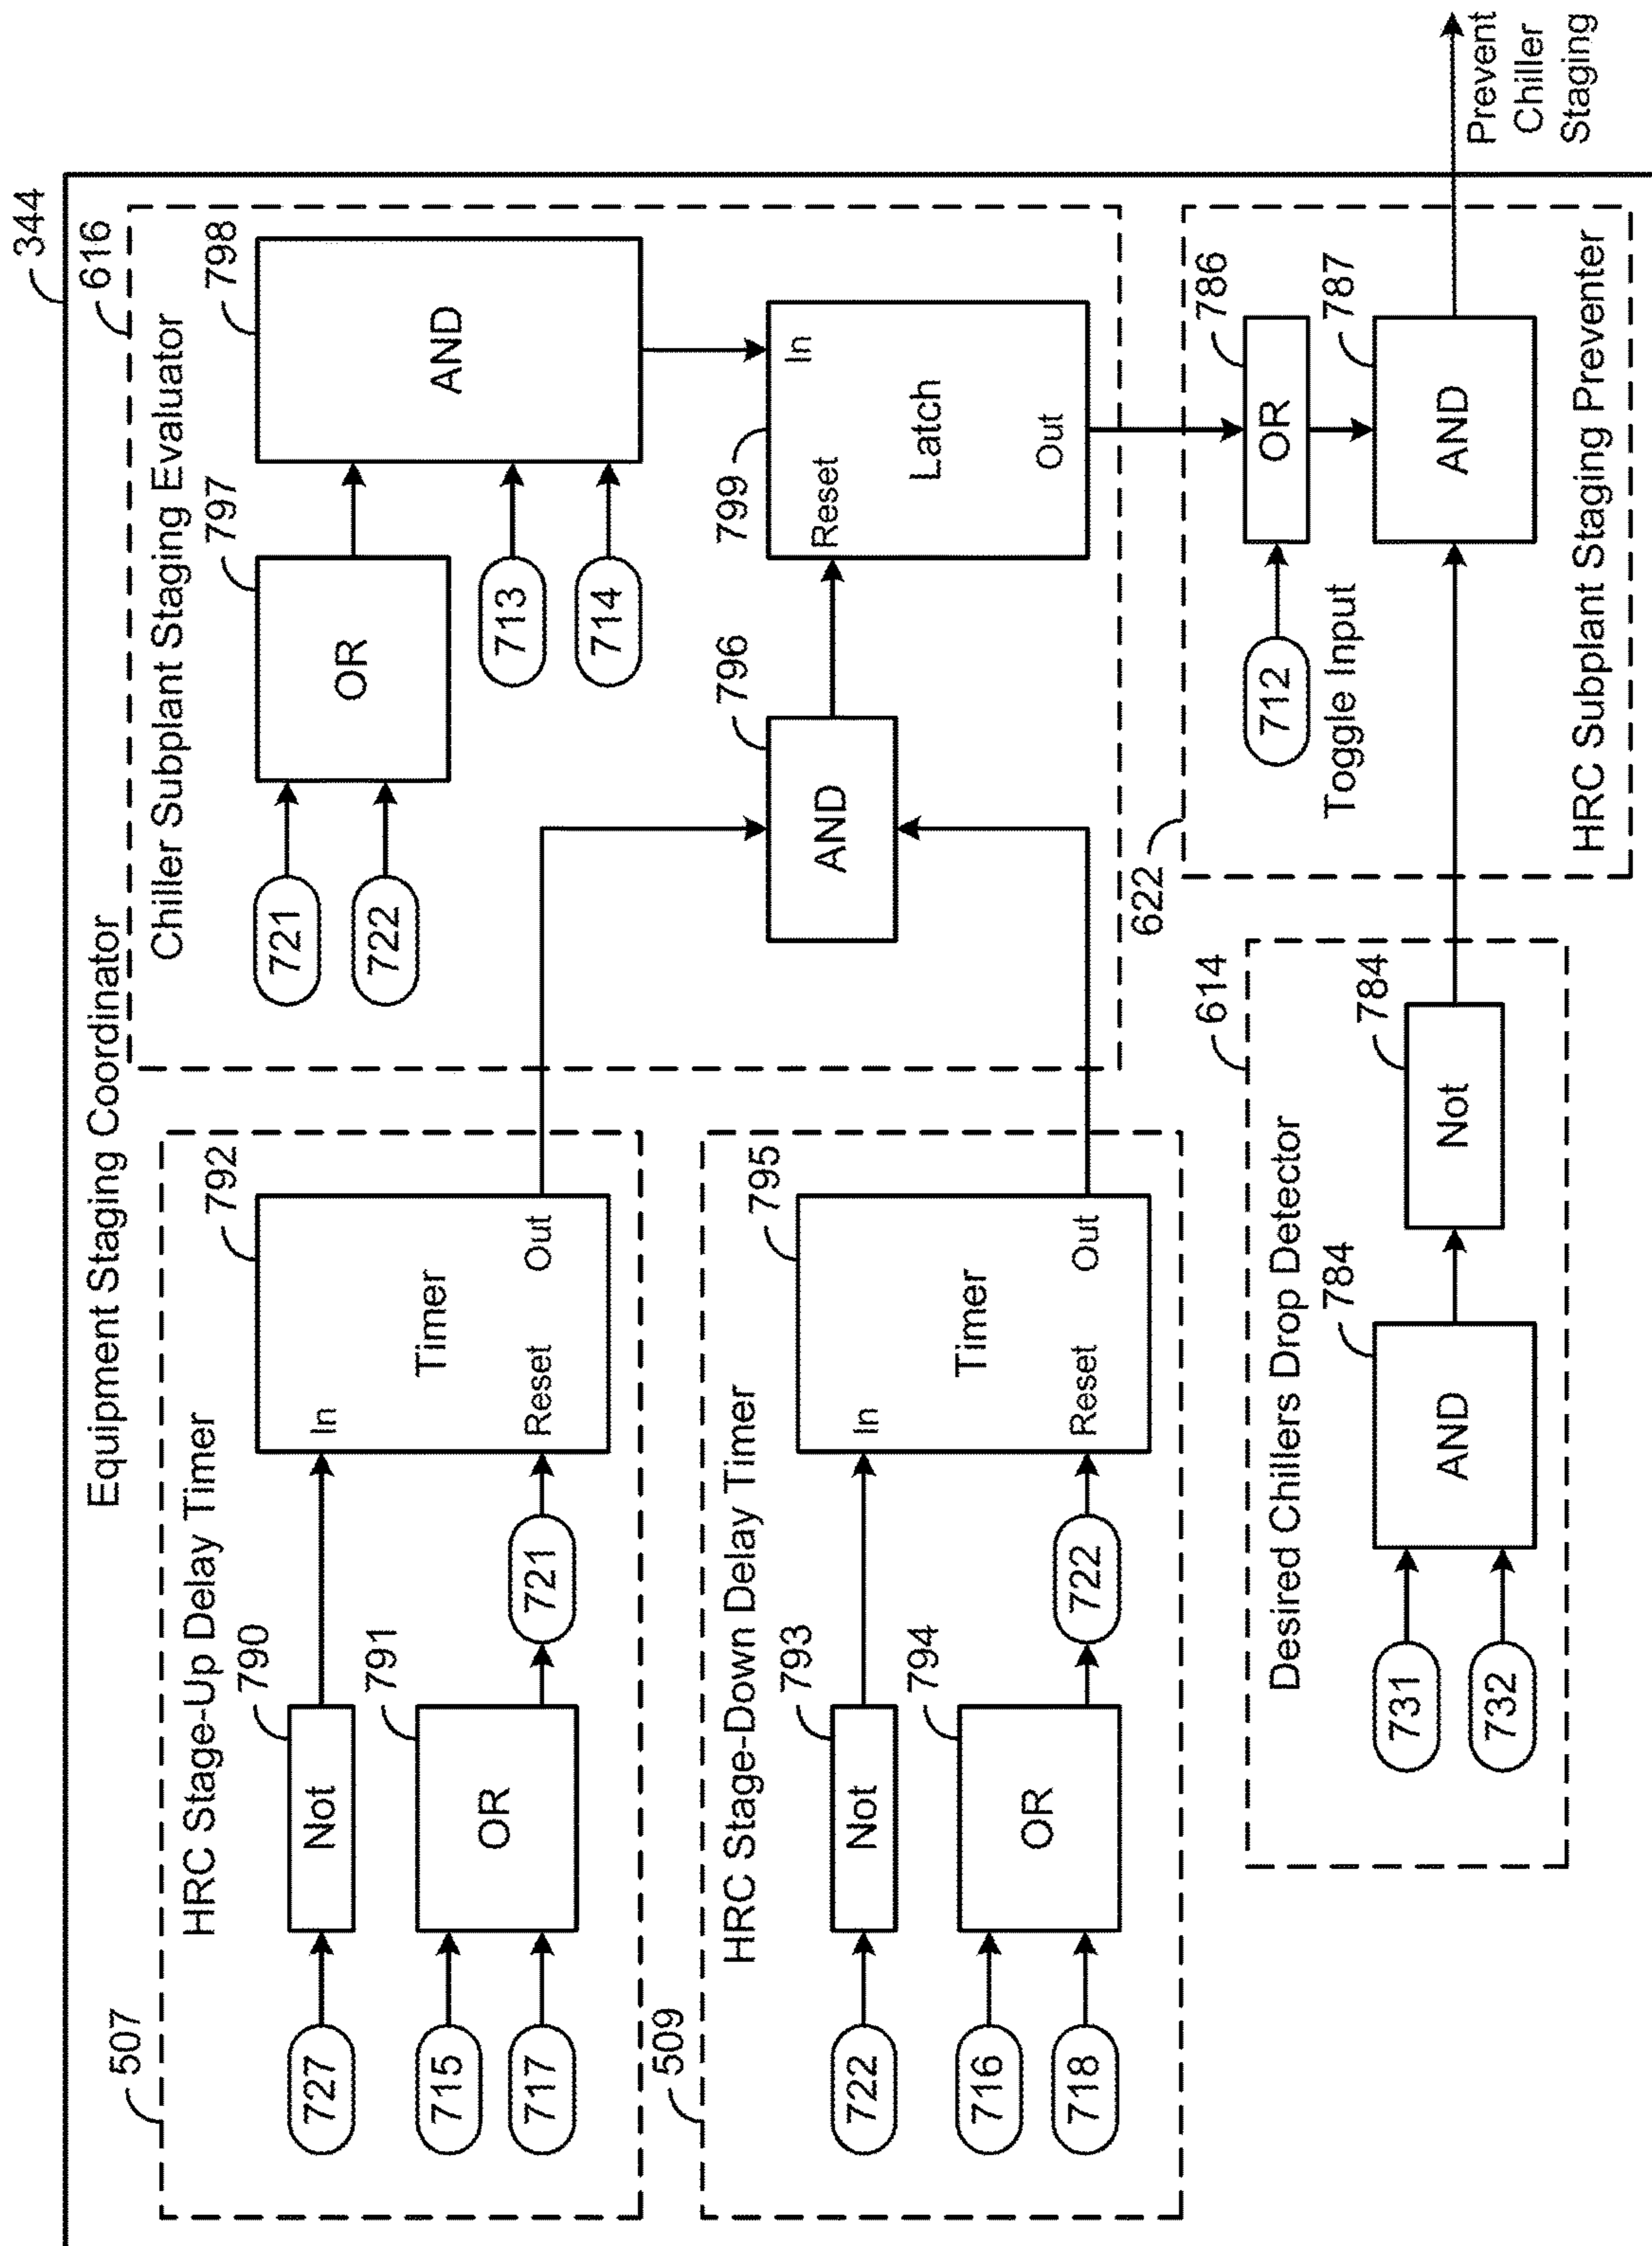 344
Equipment Staging Coordinator
507
HRC Stage-Up Delay Timer
727
790
Not
715
717
791
OR
721
792
In
Timer
Reset
Out
509
HRC Stage-Down Delay Timer
722
793
Not
716
718
794
OR
722
795
In
Timer
Reset
Out
616
Chiller Subplant Staging Evaluator
721
722
797
OR
713
714
798
AND
796
AND
799
Reset
In
Latch
Out
614
Desired Chillers Drop Detector
731
732
784
AND
784
Not
622
712
Toggle Input
786
OR
787
AND
HRC Subplant Staging Preventer
Prevent
Chiller
Staging